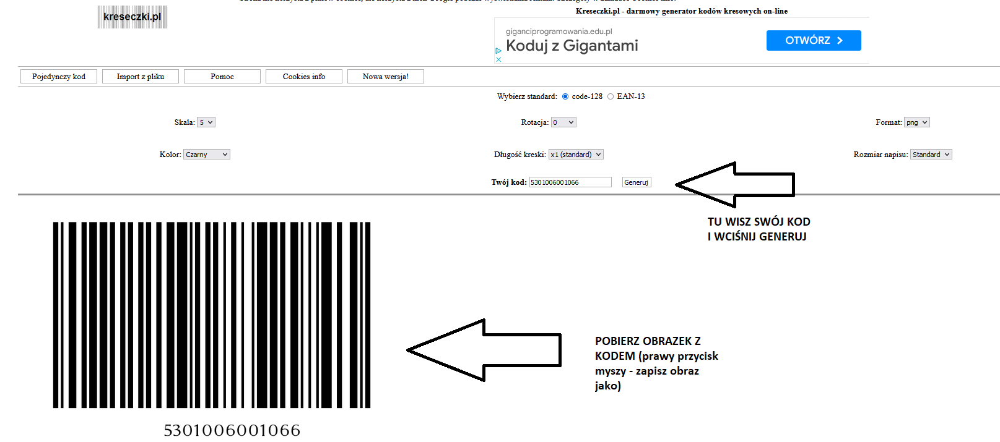 kreseczki.pl
Kreseczki.pl - darmowy generator kodów kresowych on-line
giganciprogramowania.edu.pl
Koduj z Gigantami
OTWÓRZ
Pojedynczy kod Import z pliku Pomoc Cookies info Nowa wersja!
Wybierz standard: code-128 EAN-13
Skala: 5 Rotacja: 0 Format: png
Kolor: Czarny Długość kreski: x1 (standard) Rozmiar napisu: Standard
Twój kod: 5301006001066 Generuj
TU WISZ SWÓJ KOD
I WCIŚNIJ GENERUJ
POBIERZ OBRAZEK Z
KODEM (prawy przycisk
myszy - zapisz obraz
jako)
5301006001066